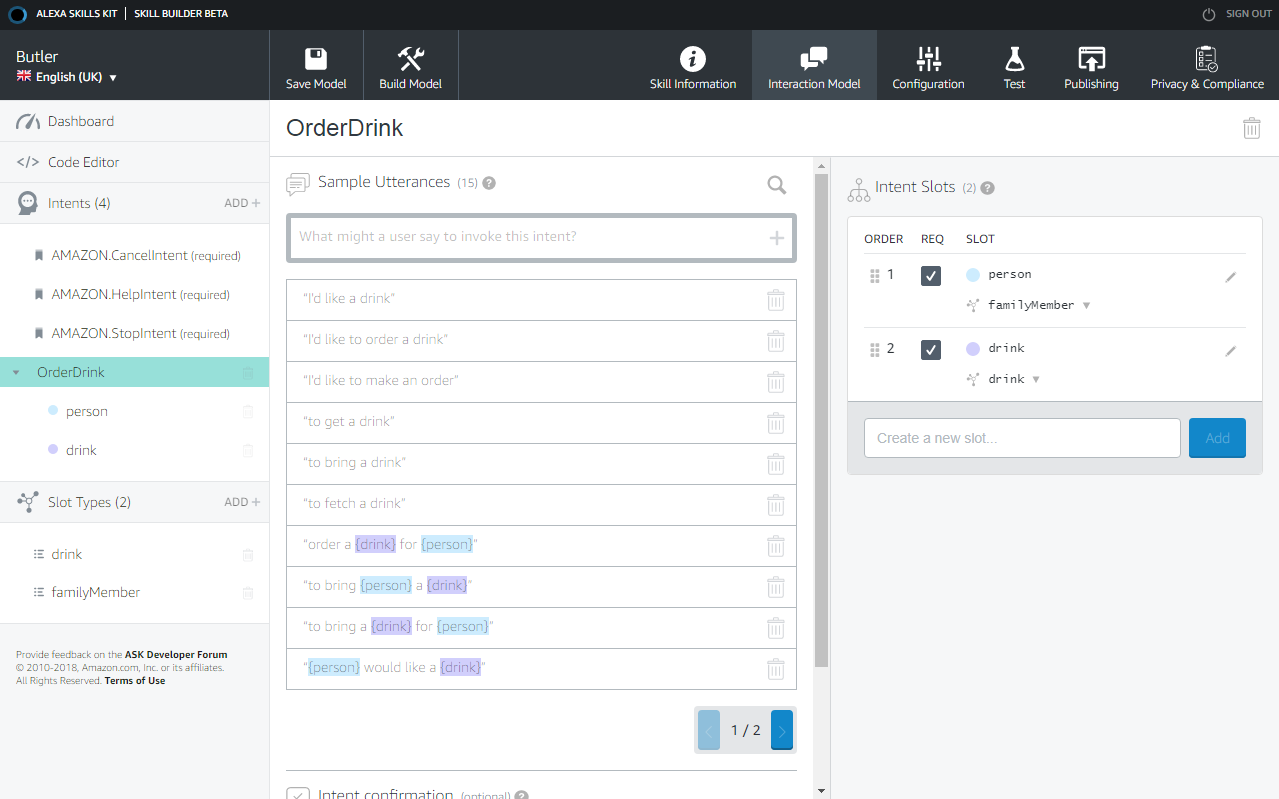 ALEXA SKILLS KIT | SKILL BUILDER BETA
SIGN OUT
Butler
English (UK)
Save Model
Build Model
Skill Information
Interaction Model
Configuration
Test
Publishing
Privacy & Compliance
Dashboard
</> Code Editor
Intents (4) ADD +
AMAZON.CancelIntent (required)
AMAZON.HelpIntent (required)
AMAZON.StopIntent (required)
OrderDrink
person
drink
Slot Types (2) ADD +
drink
familyMember
Provide feedback on the ASK Developer Forum
© 2010-2018, Amazon.com, Inc. or its affiliates.
All Rights Reserved. Terms of Use
OrderDrink
Sample Utterances (15) ?
What might a user say to invoke this intent? +
“I'd like a drink”
“I'd like to order a drink”
“I'd like to make an order”
“to get a drink”
“to bring a drink”
“to fetch a drink”
“order a {drink} for {person}”
“to bring {person} a {drink}”
“to bring a {drink} for {person}”
“{person} would like a {drink}”
< 1 / 2 >
Intent confirmation (optional) ?
Intent Slots (2) ?
ORDER REQ SLOT
1 person
familyMember
2 drink
drink
Create a new slot... Add